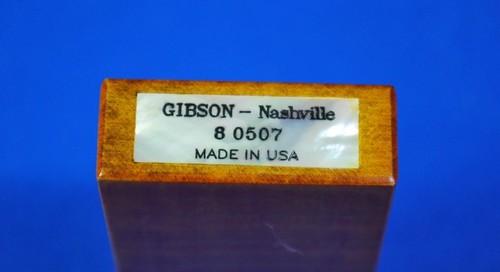 GIBSON – Nashville
8 0507
MADE IN USA